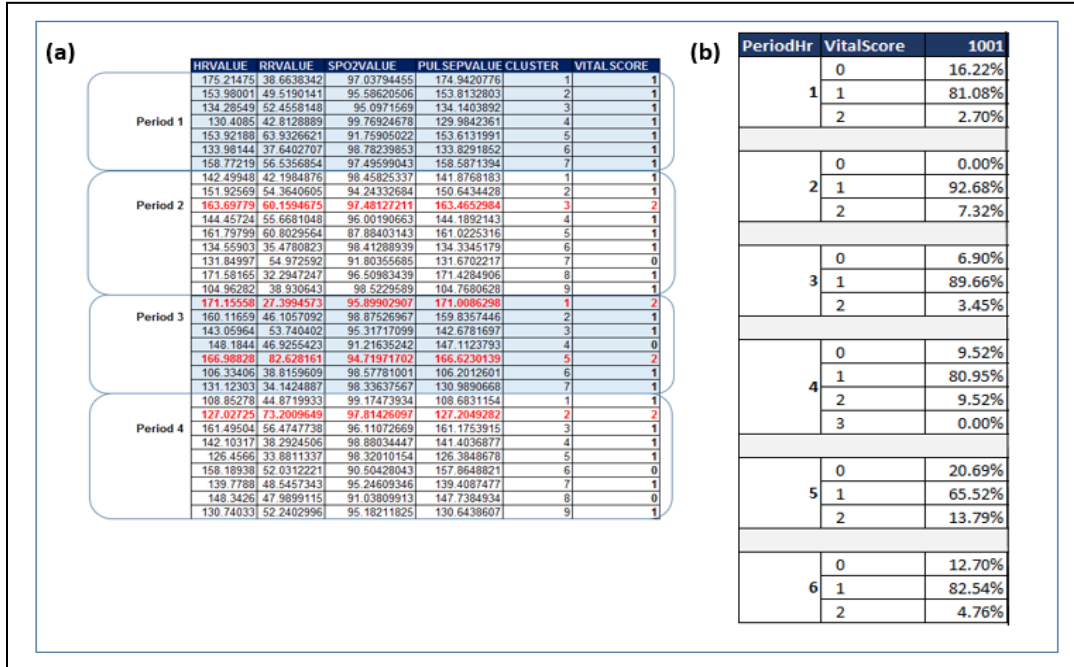 (a)
HRVALUE RRVALUE SPO2VALUE PULSEPVALUE CLUSTER VITALSCORE
175.21475 38.6638342 97.03794455 174.9420776 1 1
153.98001 49.5190141 95.58620506 153.8132803 2 1
134.28549 52.4558148 95.0971569 134.1403892 3 1
Period 1 130.4085 42.8128889 99.76924678 129.9842361 4 1
153.92188 63.9326621 91.75905022 153.6131991 5 1
133.98144 37.6402707 98.78239853 133.8291852 6 1
158.77219 56.5356854 97.49599043 158.5871394 7 1
142.49948 42.1984876 98.45825337 141.8768183 1 1
151.92569 54.3640605 94.24332684 150.6434428 2 1
Period 2 163.69779 60.1594675 97.48127211 163.4652984 3 2
144.45724 55.6681048 96.00190663 144.1892143 4 1
161.79799 60.8029564 87.88403143 161.0225316 5 1
134.55903 35.4780823 98.41288939 134.3345179 6 1
131.84997 54.972592 91.80355685 131.6702217 7 0
171.58165 32.2947247 96.50983439 171.4284906 8 1
104.96282 38.930643 98.5229589 104.7680628 9 1
171.15558 27.3994573 95.89902907 171.0086298 1 2
Period 3 160.11659 46.1057092 98.87526967 159.8357446 2 1
143.05964 53.740402 95.31717099 142.6781697 3 1
148.1844 46.9255423 91.21635242 147.1123793 4 0
166.98828 82.628161 94.71971702 166.6230139 5 2
106.33406 38.8159609 98.57781001 106.2012601 6 1
131.12303 34.1424887 98.33637567 130.9890668 7 1
108.85278 44.8719933 99.17473934 108.6831154 1 1
127.02725 73.2009649 97.81426097 127.2049282 2 2
Period 4 161.49504 56.4747738 96.11072669 161.1753915 3 1
142.10317 38.2924506 98.88034447 141.4036877 4 1
126.4566 33.8811337 98.32010154 126.3848678 5 1
158.18938 52.0312221 90.50428043 157.8648821 6 0
139.7788 48.5457343 95.24609346 139.4087477 7 1
148.3426 47.9899115 91.03809913 147.7384934 8 0
130.74033 52.2402996 95.18211825 130.6438607 9 1
(b)
PeriodHr VitalScore 1001
0 16.22%
1 1 81.08%
2 2.70%
0 0.00%
2 1 92.68%
2 7.32%
0 6.90%
3 1 89.66%
2 3.45%
0 9.52%
4 1 80.95%
2 9.52%
3 0.00%
0 20.69%
5 1 65.52%
2 13.79%
0 12.70%
6 1 82.54%
2 4.76%